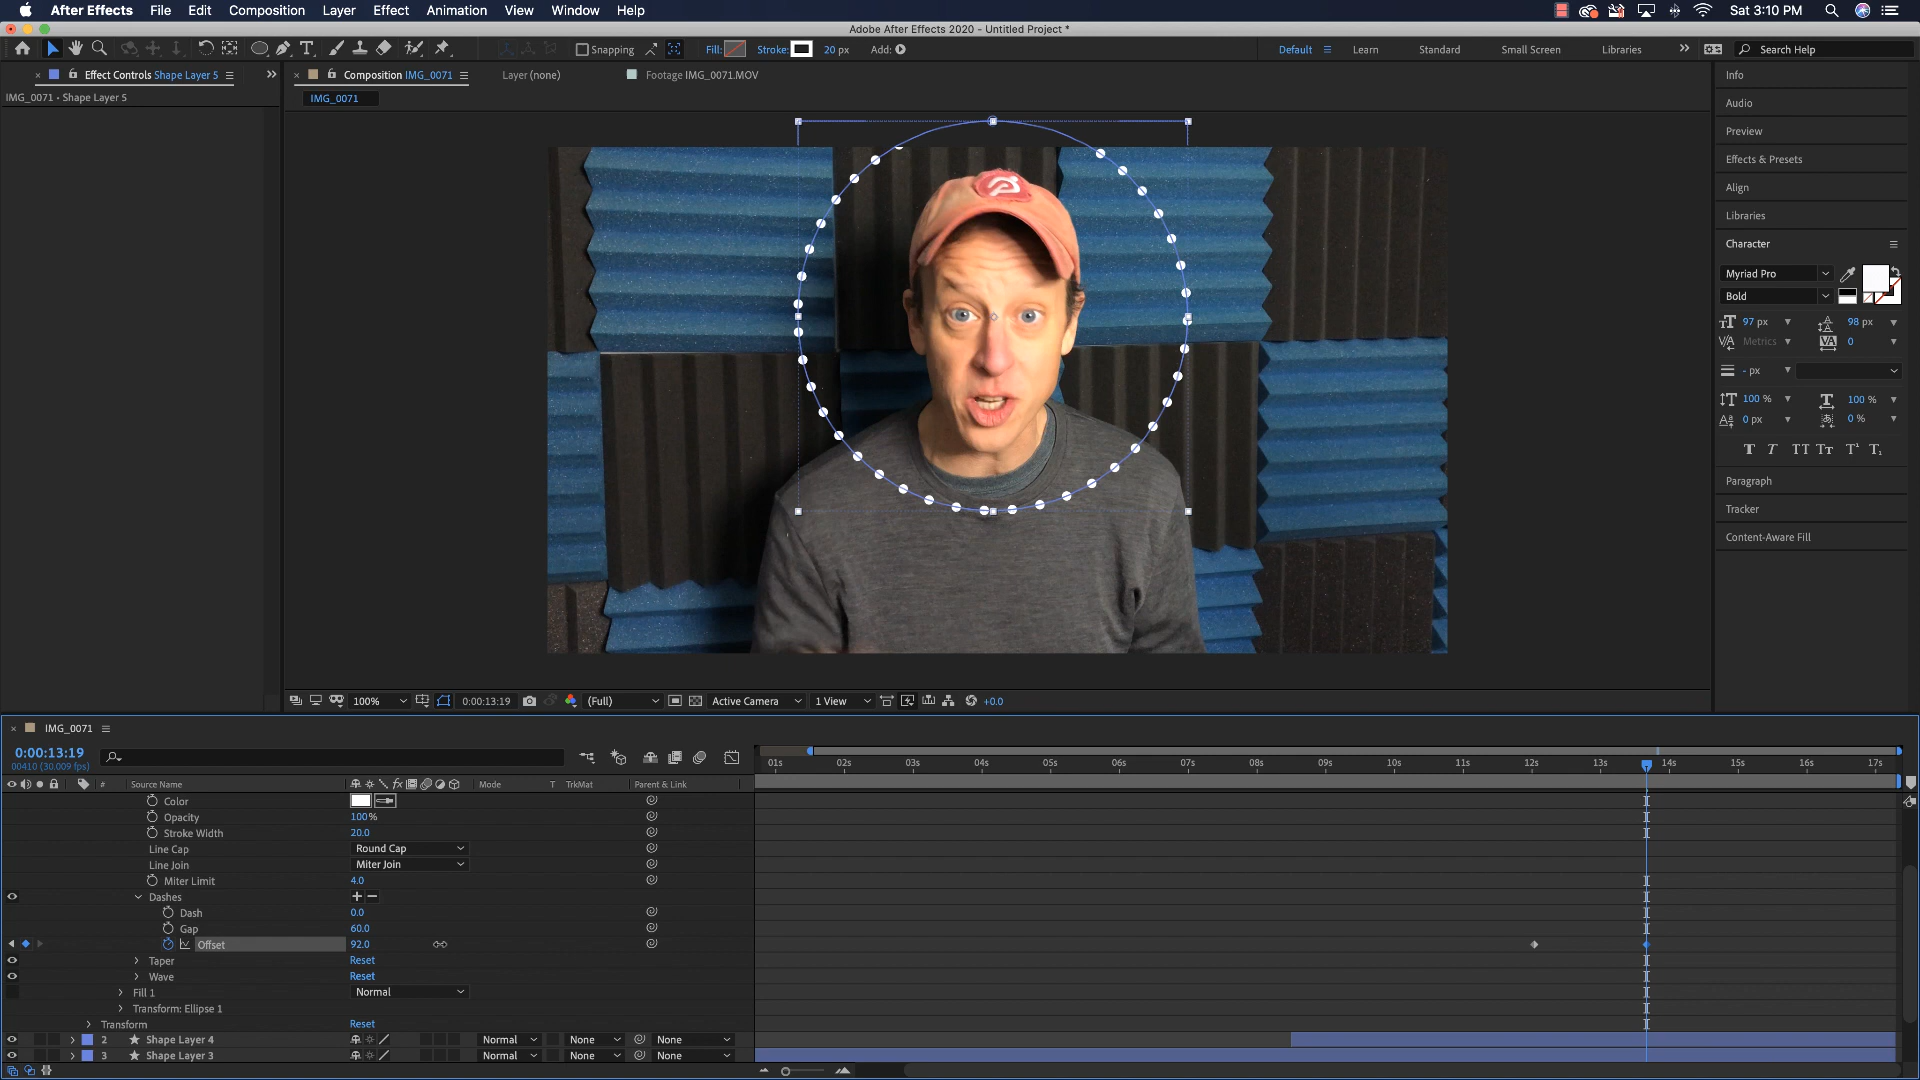 After Effects File Edit Composition Layer Effect Animation View Window Help Sat 3:10 PM
Adobe After Effects 2020 - Untitled Project *
Snapping Fill: Stroke: 20 px Add: Default Learn Standard Small Screen Libraries Search Help
Effect Controls Shape Layer 5 Composition IMG_0071 Layer (none) Footage IMG_0071.MOV Info
IMG_0071 • Shape Layer 5 IMG_0071
Audio
Preview
Effects & Presets
Align
Libraries
Character
Myriad Pro
Bold
97 px 98 px
Metrics 0
- px
100 % 100 %
0 px 0 %
Paragraph
Tracker
Content-Aware Fill
100% 0:00:13:19 (Full) Active Camera 1 View +0.0
IMG_0071
0:00:13:19
00410 (30.009 fps)
01s 02s 03s 04s 05s 06s 07s 08s 09s 10s 11s 12s 13s 14s 15s 16s 17s
# Source Name Mode T TrkMat Parent & Link
Color
Opacity 100%
Stroke Width 20.0
Line Cap Round Cap
Line Join Miter Join
Miter Limit 4.0
Dashes + −
Dash 0.0
Gap 60.0
Offset 92.0
Taper Reset
Wave Reset
Fill 1 Normal
Transform: Ellipse 1
Transform Reset
2 Shape Layer 4 Normal None None
3 Shape Layer 3 Normal None None